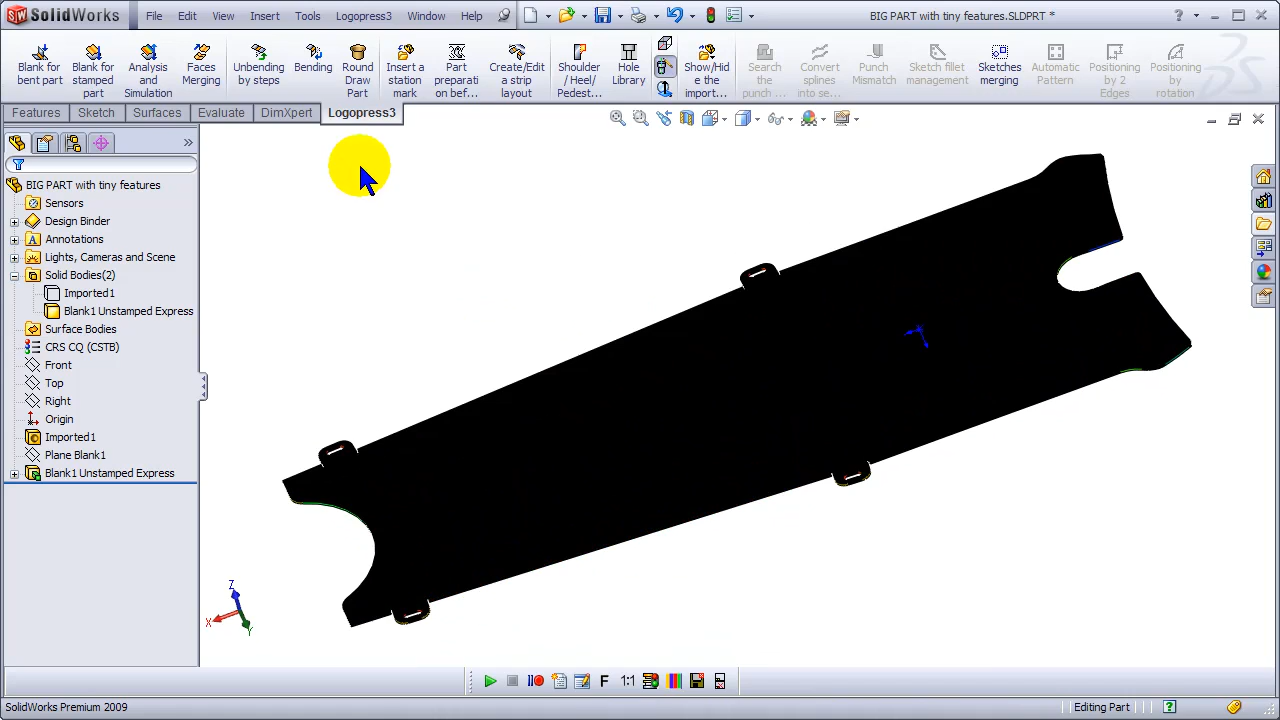 SolidWorks File Edit View Insert Tools Logopress3 Window Help BIG PART with tiny features.SLDPRT *
Blank for bent part
Blank for stamped part
Analysis and Simulation
Faces Merging
Unbending by steps
Bending
Round Draw Part
Insert a station mark
Part preparati on bef...
Create/Edit a strip layout
Shoulder / Heel/ Pedest...
Hole Library
Show/Hid e the import...
Search the punch ...
Convert splines into se...
Punch Mismatch
Sketch fillet management
Sketches merging
Automatic Pattern
Positioning by 2 Edges
Positioning by rotation
Features Sketch Surfaces Evaluate DimXpert Logopress3
BIG PART with tiny features
Sensors
Design Binder
Annotations
Lights, Cameras and Scene
Solid Bodies(2)
Imported1
Blank1 Unstamped Express
Surface Bodies
CRS CQ (CSTB)
Front
Top
Right
Origin
Imported1
Plane Blank1
Blank1 Unstamped Express
Z
X
Y
F 1:1
SolidWorks Premium 2009 Editing Part